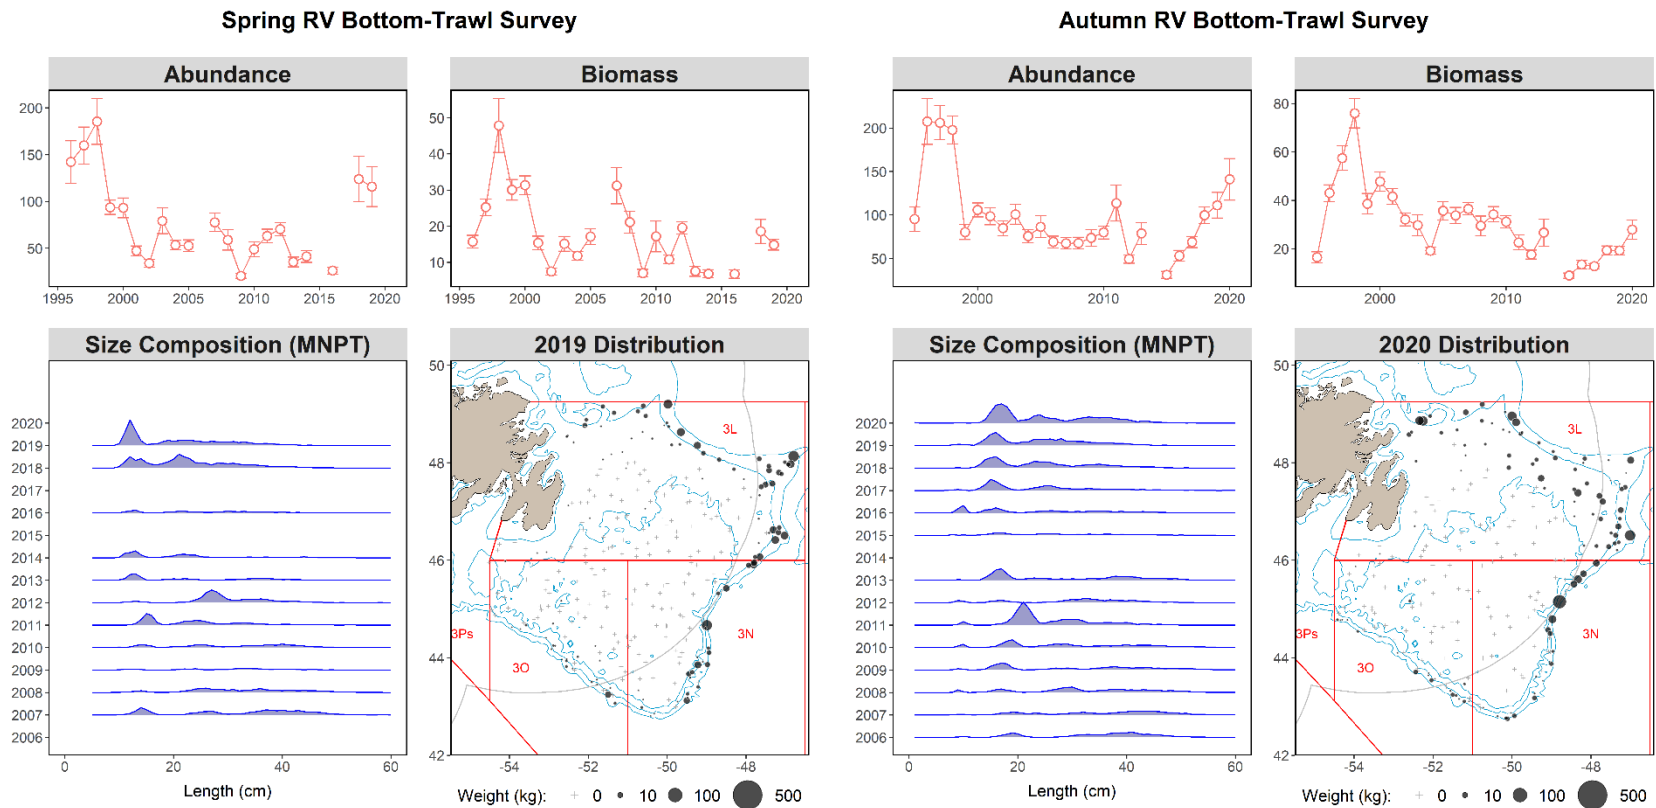 Spring RV Bottom-Trawl Survey
Autumn RV Bottom-Trawl Survey
Abundance
Biomass
Abundance
Biomass
200
150
100
50
1995 2000 2005 2010 2015 2020
50
40
30
20
10
1995 2000 2005 2010 2015 2020
200
150
100
50
2000 2010 2020
80
60
40
20
2000 2010 2020
Size Composition (MNPT)
2019 Distribution
Size Composition (MNPT)
2020 Distribution
2020
2019
2018
2017
2016
2015
2014
2013
2012
2011
2010
2009
2008
2007
2006
0 20 40 60
Length (cm)
50
48
46
44
42
3L
3N
3O
3Ps
-54 -52 -50 -48
Weight (kg): 0 10 100 500
2020
2019
2018
2017
2016
2015
2014
2013
2012
2011
2010
2009
2008
2007
2006
0 20 40 60
Length (cm)
50
48
46
44
42
3L
3N
3O
3Ps
-54 -52 -50 -48
Weight (kg): 0 10 100 500